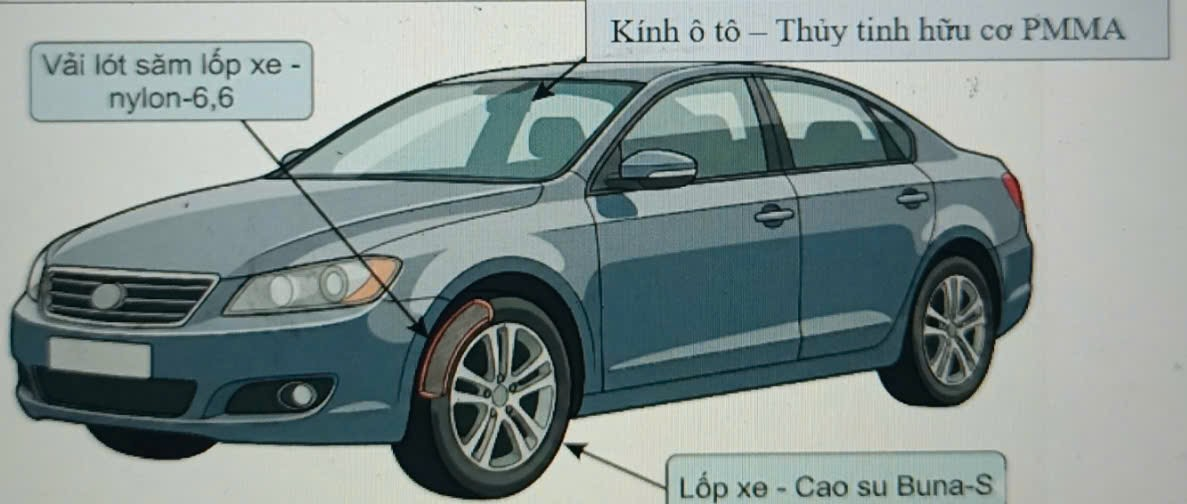 Kính ô tô – Thủy tinh hữu cơ PMMA
Vải lót săm lốp xe -
nylon-6,6
Lốp xe - Cao su Buna-S